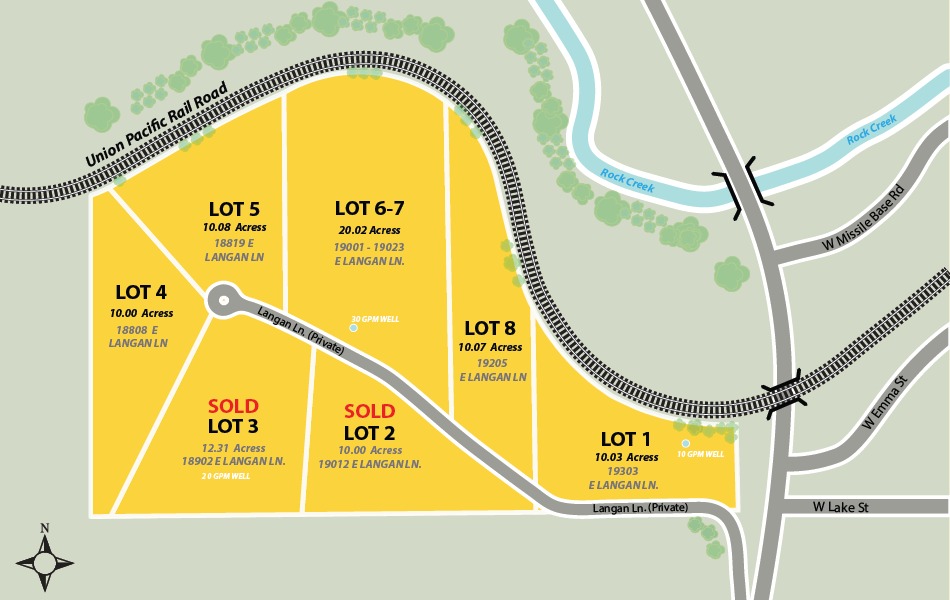 Union Pacific Rail Road
Rock Creek
Rock Creek
W Missile Base Rd
LOT 5
10.08 Acress
18819 E
LANGAN LN
LOT 6-7
20.02 Acress
19001 - 19023
E LANGAN LN.
LOT 4
10.00 Acress
18808 E
LANGAN LN
Langan Ln. (Private)
30 GPM WELL
LOT 8
10.07 Acress
19205
E LANGAN LN
W Emma St
SOLD
LOT 3
12.31 Acress
18902 E LANGAN LN.
20 GPM WELL
SOLD
LOT 2
10.00 Acress
19012 E LANGAN LN.
LOT 1
10.03 Acress
19303
E LANGAN LN.
10 GPM WELL
Langan Ln. (Private)
W Lake St
N